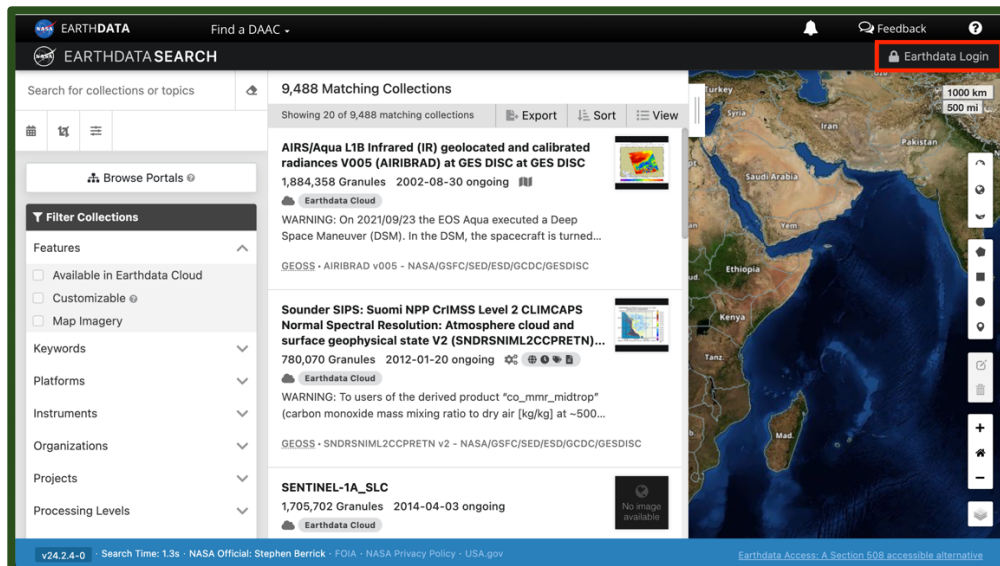 NASA EARTHDATA Find a DAAC Feedback ?
NASA EARTHDATA SEARCH Earthdata Login
Search for collections or topics
Browse Portals ?
Filter Collections
Features
Available in Earthdata Cloud
Customizable ?
Map Imagery
Keywords
Platforms
Instruments
Organizations
Projects
Processing Levels
9,488 Matching Collections
Showing 20 of 9,488 matching collections Export Sort View
AIRS/Aqua L1B Infrared (IR) geolocated and calibrated
radiances V005 (AIRIBRAD) at GES DISC at GES DISC
1,884,358 Granules 2002-08-30 ongoing
Earthdata Cloud
WARNING: On 2021/09/23 the EOS Aqua executed a Deep
Space Maneuver (DSM). In the DSM, the spacecraft is turned...
GEOSS • AIRIBRAD v005 - NASA/GSFC/SED/ESD/GCDC/GESDISC
Sounder SIPS: Suomi NPP CrIMSS Level 2 CLIMCAPS
Normal Spectral Resolution: Atmosphere cloud and
surface geophysical state V2 (SNDRSNIML2CCPRETN)...
780,070 Granules 2012-01-20 ongoing
Earthdata Cloud
WARNING: To users of the derived product “co_mmr_midtrop”
(carbon monoxide mass mixing ratio to dry air [kg/kg] at ~500...
GEOSS • SNDRSNIML2CCPRETN v2 - NASA/GSFC/SED/ESD/GCDC/GESDISC
SENTINEL-1A_SLC
1,705,702 Granules 2014-04-03 ongoing
Earthdata Cloud
No image
available
Turkey
Syria
Iran
Pakistan
Saudi Arabia
Yem.
Ethiopia
Kenya
Tanz.
Mad.
1000 km
500 mi
v24.2.4-0 · Search Time: 1.3s · NASA Official: Stephen Berrick · FOIA · NASA Privacy Policy · USA.gov
Earthdata Access: A Section 508 accessible alternative